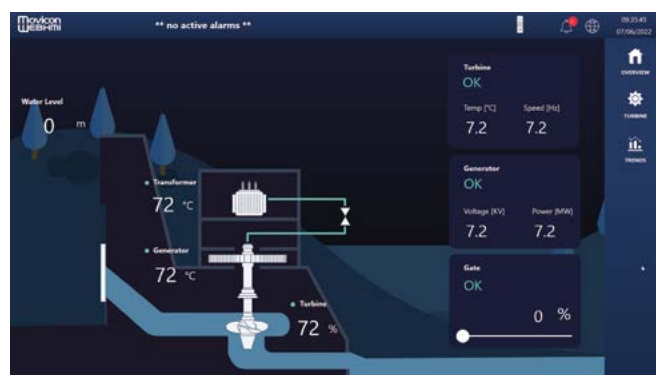 Movicon
WEBHMI
** no active alarms **
09:35:45
07/06/2022
OVERVIEW
TURBINE
TRENDS
Water Level
0 m
Transformer
72 °C
Generator
72 °C
Turbine
72 %
Turbine
OK
Temp [°C] Speed [Hz]
7.2 7.2
Generator
OK
Voltage [KV] Power [MW]
7.2 7.2
Gate
OK
0 %